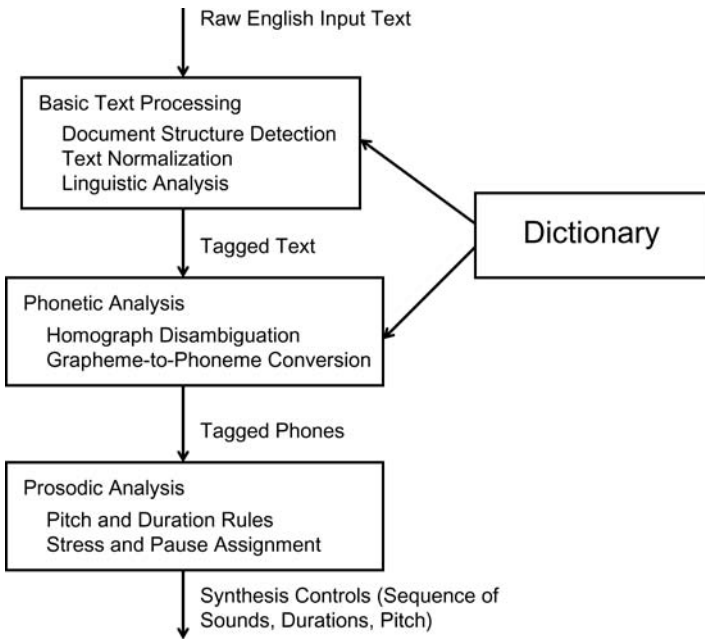 Raw English Input Text
Basic Text Processing
Document Structure Detection
Text Normalization
Linguistic Analysis
Dictionary
Tagged Text
Phonetic Analysis
Homograph Disambiguation
Grapheme-to-Phoneme Conversion
Tagged Phones
Prosodic Analysis
Pitch and Duration Rules
Stress and Pause Assignment
Synthesis Controls (Sequence of
Sounds, Durations, Pitch)